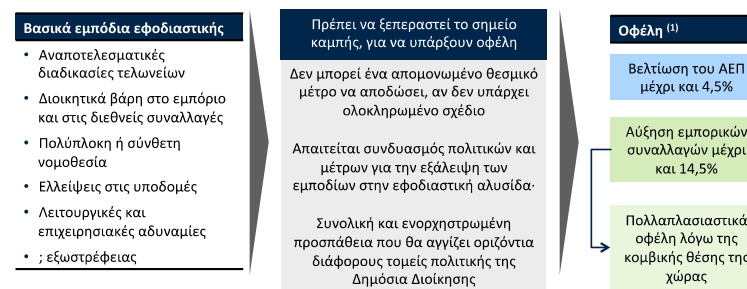 Βασικά εμπόδια εφοδιαστικής
• Αναποτελεσματικές
διαδικασίες τελωνείων
• Διοικητικά βάρη στο εμπόριο
και στις διεθνείς συναλλαγές
• Πολύπλοκη ή σύνθετη
νομοθεσία
• Ελλείψεις στις υποδομές
• Λειτουργικές και
επιχειρησιακές αδυναμίες
• ; εξωστρέφειας
Πρέπει να ξεπεραστεί το σημείο
καμπής, για να υπάρξουν οφέλη
Δεν μπορεί ένα απομονωμένο θεσμικό
μέτρο να αποδώσει, αν δεν υπάρχει
ολοκληρωμένο σχέδιο
Απαιτείται συνδυασμός πολιτικών και
μέτρων για την εξάλειψη των
εμποδίων στην εφοδιαστική αλυσίδα·
Συνολική και ενορχηστρωμένη
προσπάθεια που θα αγγίζει οριζόντια
διάφορους τομείς πολιτικής της
Δημόσια Διοίκησης
Οφέλη (1)
Βελτίωση του ΑΕΠ
μέχρι και 4,5%
Αύξηση εμπορικών
συναλλαγών μέχρι
και 14,5%
Πολλαπλασιαστικά
οφέλη λόγω της
κομβικής θέσης της
χώρας